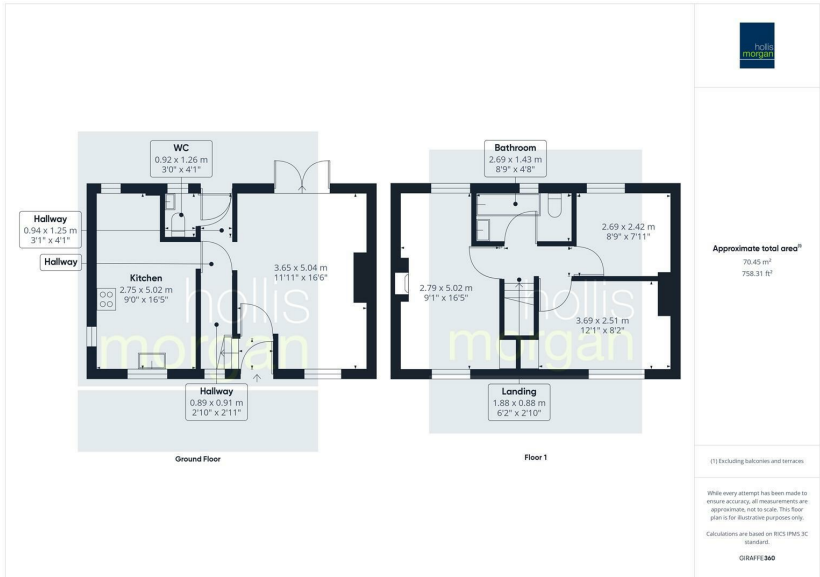 WC
0.92 x 1.26 m
3'0" x 4'1"
Hallway
0.94 x 1.25 m
3'1" x 4'1"
Hallway
Kitchen
2.75 x 5.02 m
9'0" x 16'5"
3.65 x 5.04 m
11'11" x 16'6"
hollis
morgan
Hallway
0.89 x 0.91 m
2'10" x 2'11"
Ground Floor
Bathroom
2.69 x 1.43 m
8'9" x 4'8"
2.69 x 2.42 m
8'9" x 7'11"
2.79 x 5.02 m
9'1" x 16'5"
3.69 x 2.51 m
12'1" x 8'2"
hollis
morgan
Landing
1.88 x 0.88 m
6'2" x 2'10"
Floor 1
hollis
morgan
Approximate total area(1)
70.45 m²
758.31 ft²
(1) Excluding balconies and terraces
While every attempt has been made to
ensure accuracy, all measurements are
approximate, not to scale. This floor
plan is for illustrative purposes only.
Calculations are based on RICS IPMS 3C
standard.
GIRAFFE360